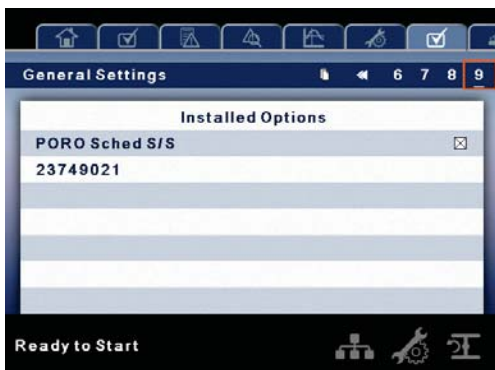 General Settings 6 7 8 9
Installed Options
PORO Sched S/S
23749021
Ready to Start